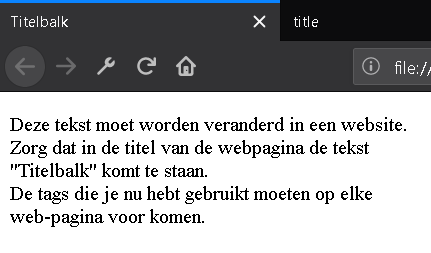 Titelbalk
title
file://
Deze tekst moet worden veranderd in een website.
Zorg dat in de titel van de webpagina de tekst
"Titelbalk" komt te staan.
De tags die je nu hebt gebruikt moeten op elke
web-pagina voor komen.